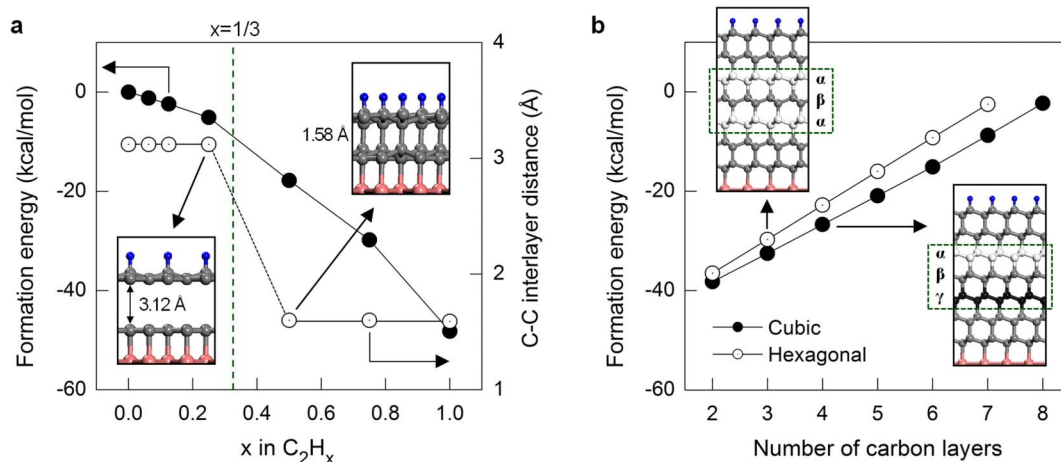 a
x=1/3
Formation energy (kcal/mol)
0
-20
-40
-60
4
3
2
1
C-C interlayer distance (Å)
1.58 Å
3.12 Å
0.0 0.2 0.4 0.6 0.8 1.0
x in C₂Hₓ
b
Formation energy (kcal/mol)
0
-20
-40
-60
α
β
α
α
β
γ
Cubic
Hexagonal
2 3 4 5 6 7 8
Number of carbon layers